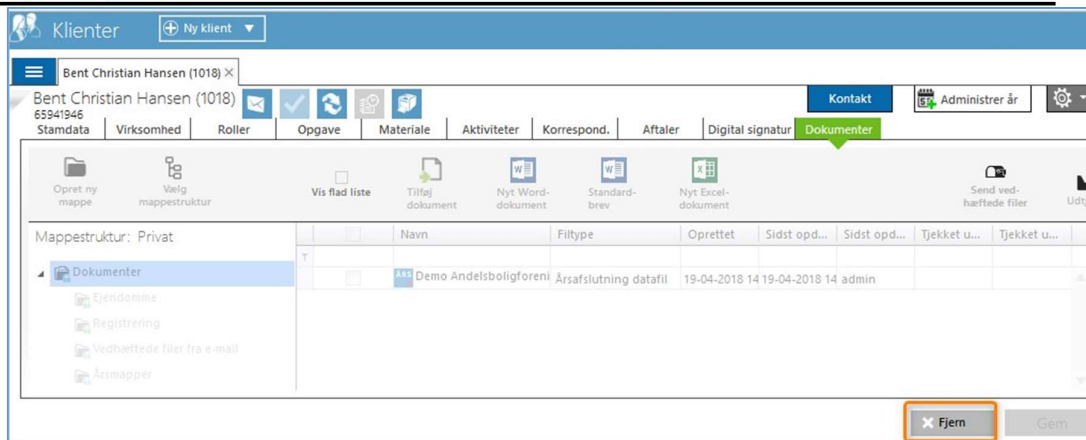 Klienter
Ny klient
Bent Christian Hansen (1018)
Bent Christian Hansen (1018)
65941946
Kontakt
Administrer år
Stamdata Virksomhed Roller Opgave Materiale Aktiviteter Korrespond. Aftaler Digital signatur Dokumenter
Opret ny mappe
Vælg mappestruktur
Vis flad liste
Tilføj dokument
Nyt Word-dokument
Standard-brev
Nyt Excel-dokument
Send ved-hæftede filer
Mappestruktur: Privat
Navn Filtype Oprettet Sidst opd... Sidst opd... Tjekket u... Tjekket u...
Dokumenter
ÅRS Demo Andelsboligforeni Årsafslutning datafil 19-04-2018 14 19-04-2018 14 admin
Ejendomme
Registrering
Vedhæftede filer fra e-mail
Årsmapper
Fjern
Gem